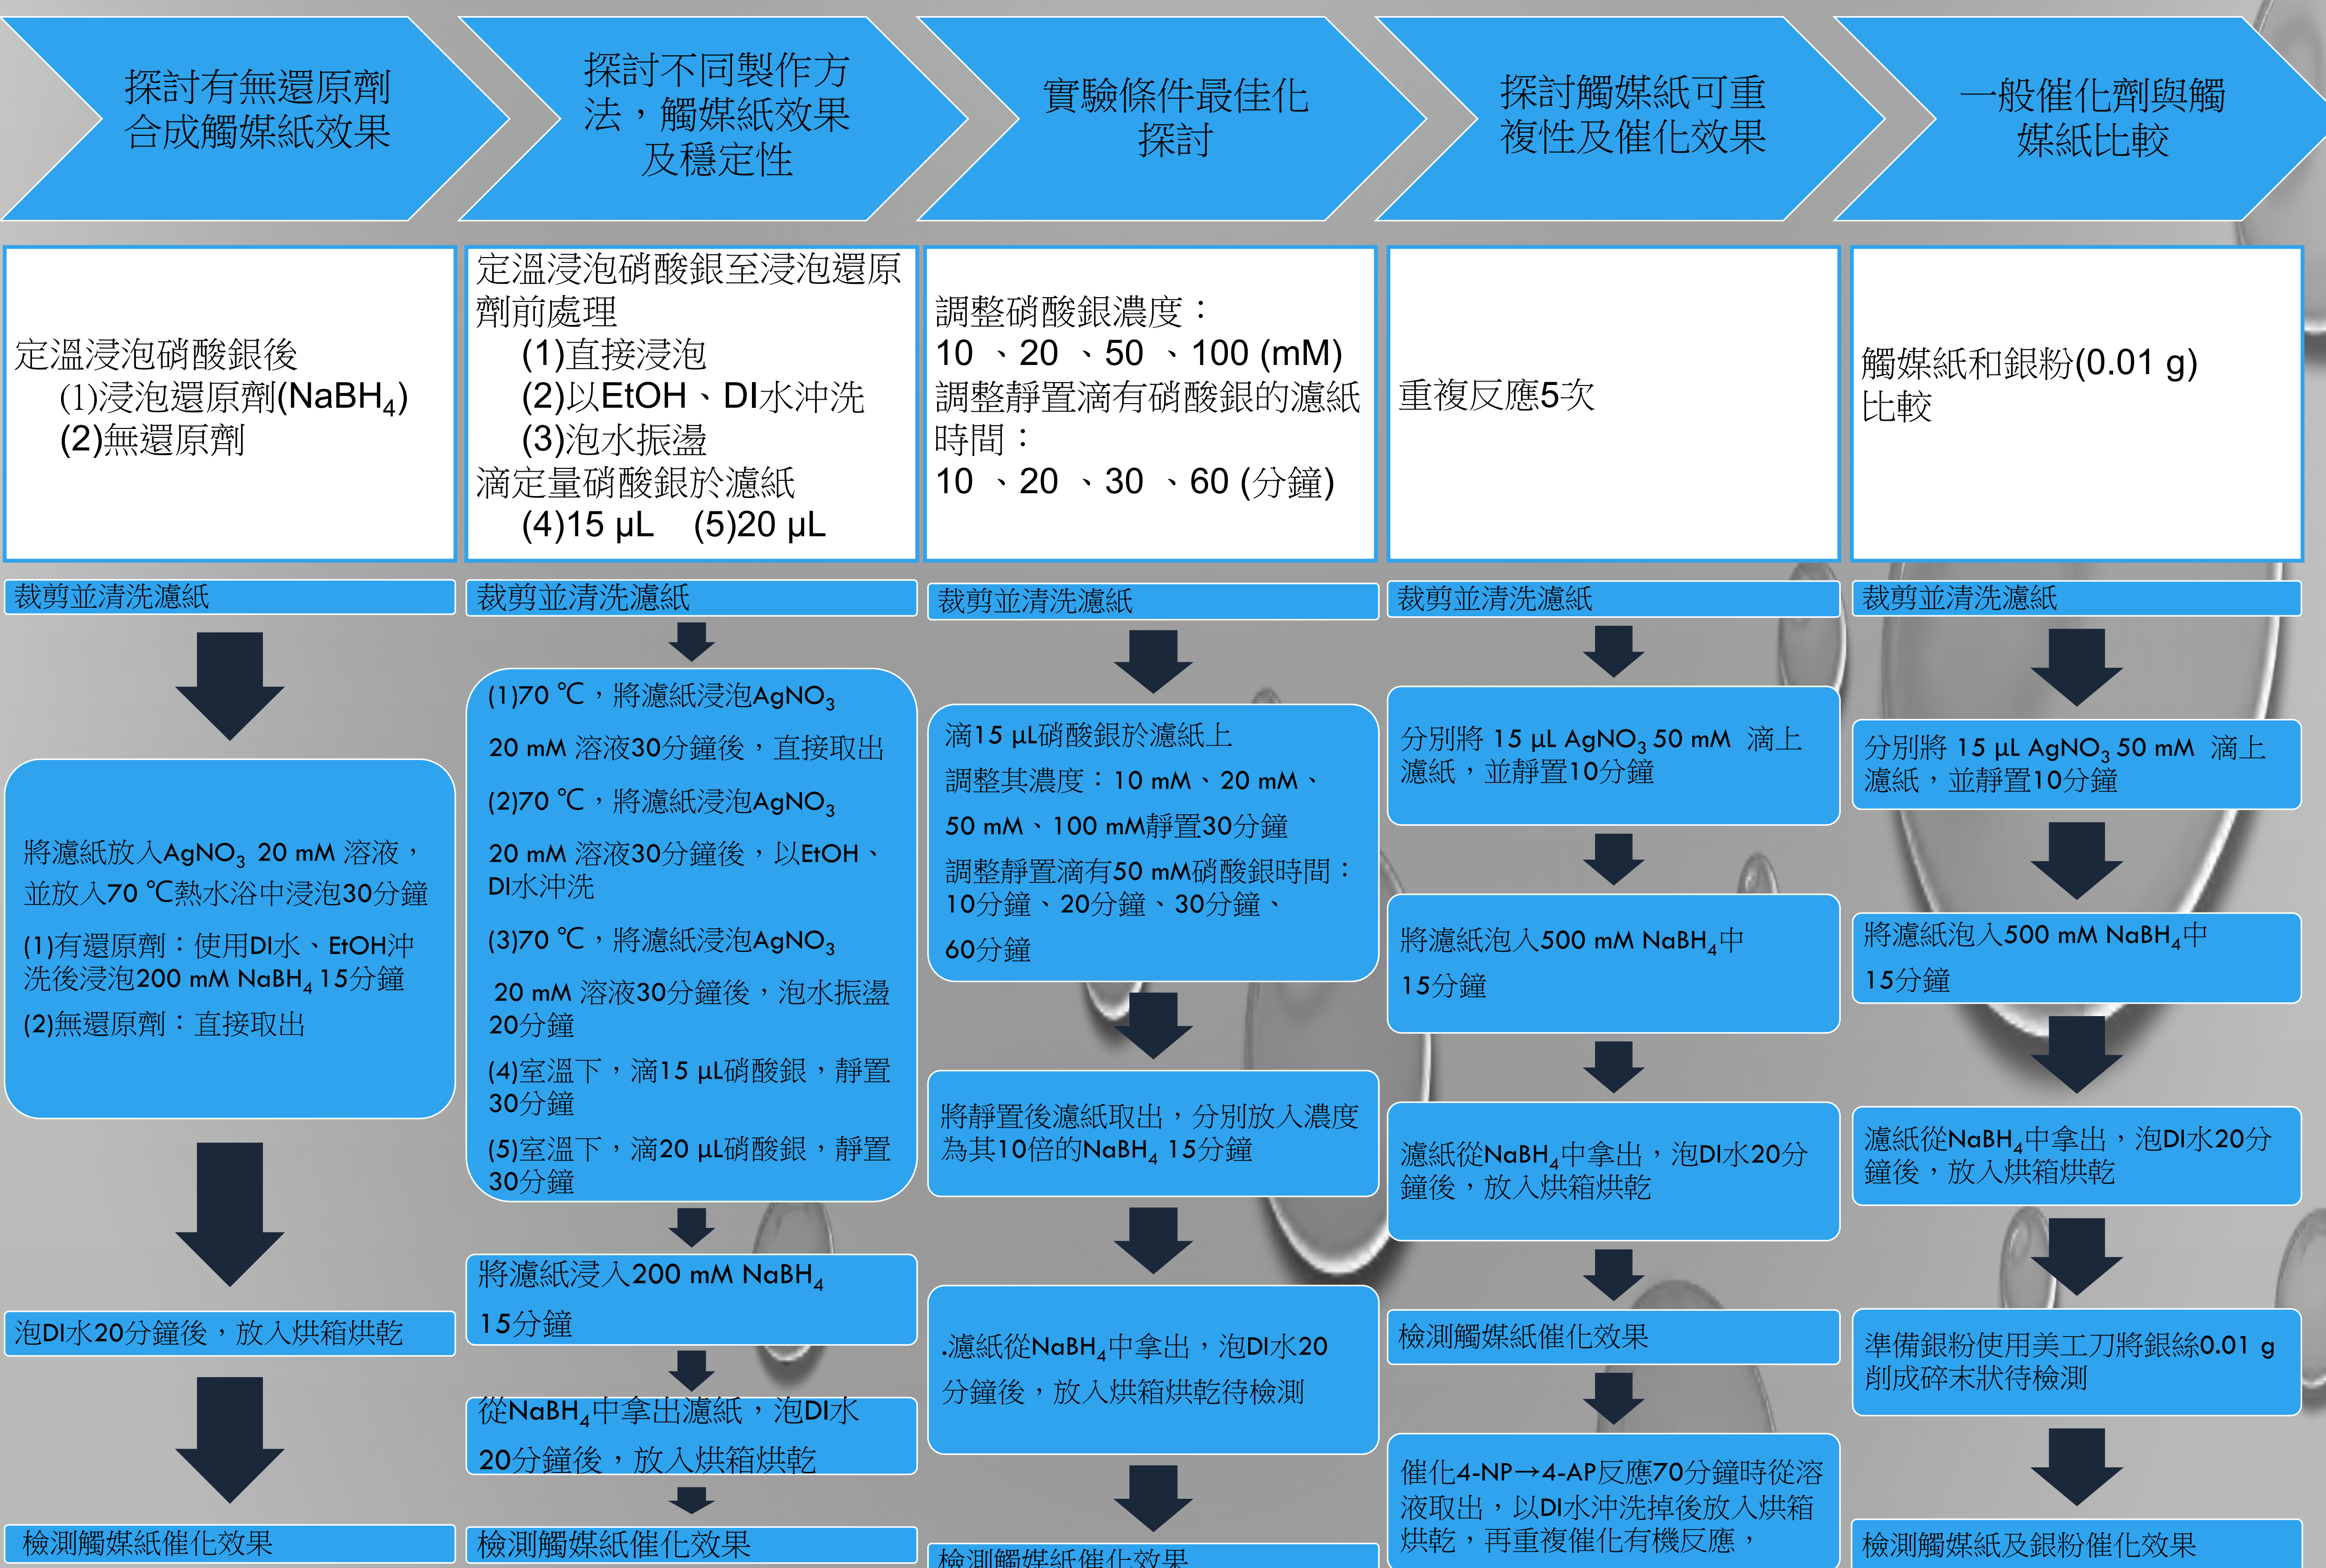 探討有無還原劑
合成觸媒紙效果
探討不同製作方
法，觸媒紙效果
及穩定性
實驗條件最佳化
探討
探討觸媒紙可重
複性及催化效果
一般催化劑與觸
媒紙比較
定溫浸泡硝酸銀後
(1)浸泡還原劑(NaBH₄)
(2)無還原劑
定溫浸泡硝酸銀至浸泡還原
劑前處理
(1)直接浸泡
(2)以EtOH、DI水沖洗
(3)泡水振盪
滴定量硝酸銀於濾紙
(4)15 μL (5)20 μL
調整硝酸銀濃度：
10 、20 、50 、100 (mM)
調整靜置滴有硝酸銀的濾紙
時間：
10 、20 、30 、60 (分鐘)
重複反應5次
觸媒紙和銀粉(0.01 g)
比較
裁剪並清洗濾紙
將濾紙放入AgNO₃ 20 mM 溶液，
並放入70 ℃熱水浴中浸泡30分鐘
(1)有還原劑：使用DI水、EtOH沖
洗後浸泡200 mM NaBH₄ 15分鐘
(2)無還原劑：直接取出
泡DI水20分鐘後，放入烘箱烘乾
檢測觸媒紙催化效果
裁剪並清洗濾紙
(1)70 ℃，將濾紙浸泡AgNO₃
20 mM 溶液30分鐘後，直接取出
(2)70 ℃，將濾紙浸泡AgNO₃
20 mM 溶液30分鐘後，以EtOH、
DI水沖洗
(3)70 ℃，將濾紙浸泡AgNO₃
20 mM 溶液30分鐘後，泡水振盪
20分鐘
(4)室溫下，滴15 μL硝酸銀，靜置
30分鐘
(5)室溫下，滴20 μL硝酸銀，靜置
30分鐘
將濾紙浸入200 mM NaBH₄
15分鐘
從NaBH₄中拿出濾紙，泡DI水
20分鐘後，放入烘箱烘乾
檢測觸媒紙催化效果
裁剪並清洗濾紙
滴15 μL硝酸銀於濾紙上
調整其濃度：10 mM、20 mM、
50 mM、100 mM靜置30分鐘
調整靜置滴有50 mM硝酸銀時間：
10分鐘、20分鐘、30分鐘、
60分鐘
將靜置後濾紙取出，分別放入濃度
為其10倍的NaBH₄ 15分鐘
.濾紙從NaBH₄中拿出，泡DI水20
分鐘後，放入烘箱烘乾待檢測
檢測觸媒紙催化效果
裁剪並清洗濾紙
分別將 15 μL AgNO₃ 50 mM 滴上
濾紙，並靜置10分鐘
將濾紙泡入500 mM NaBH₄中
15分鐘
濾紙從NaBH₄中拿出，泡DI水20分
鐘後，放入烘箱烘乾
檢測觸媒紙催化效果
催化4-NP→4-AP反應70分鐘時從溶
液取出，以DI水沖洗掉後放入烘箱
烘乾，再重複催化有機反應，
裁剪並清洗濾紙
分別將 15 μL AgNO₃ 50 mM 滴上
濾紙，並靜置10分鐘
將濾紙泡入500 mM NaBH₄中
15分鐘
濾紙從NaBH₄中拿出，泡DI水20分
鐘後，放入烘箱烘乾
準備銀粉使用美工刀將銀絲0.01 g
削成碎末狀待檢測
檢測觸媒紙及銀粉催化效果